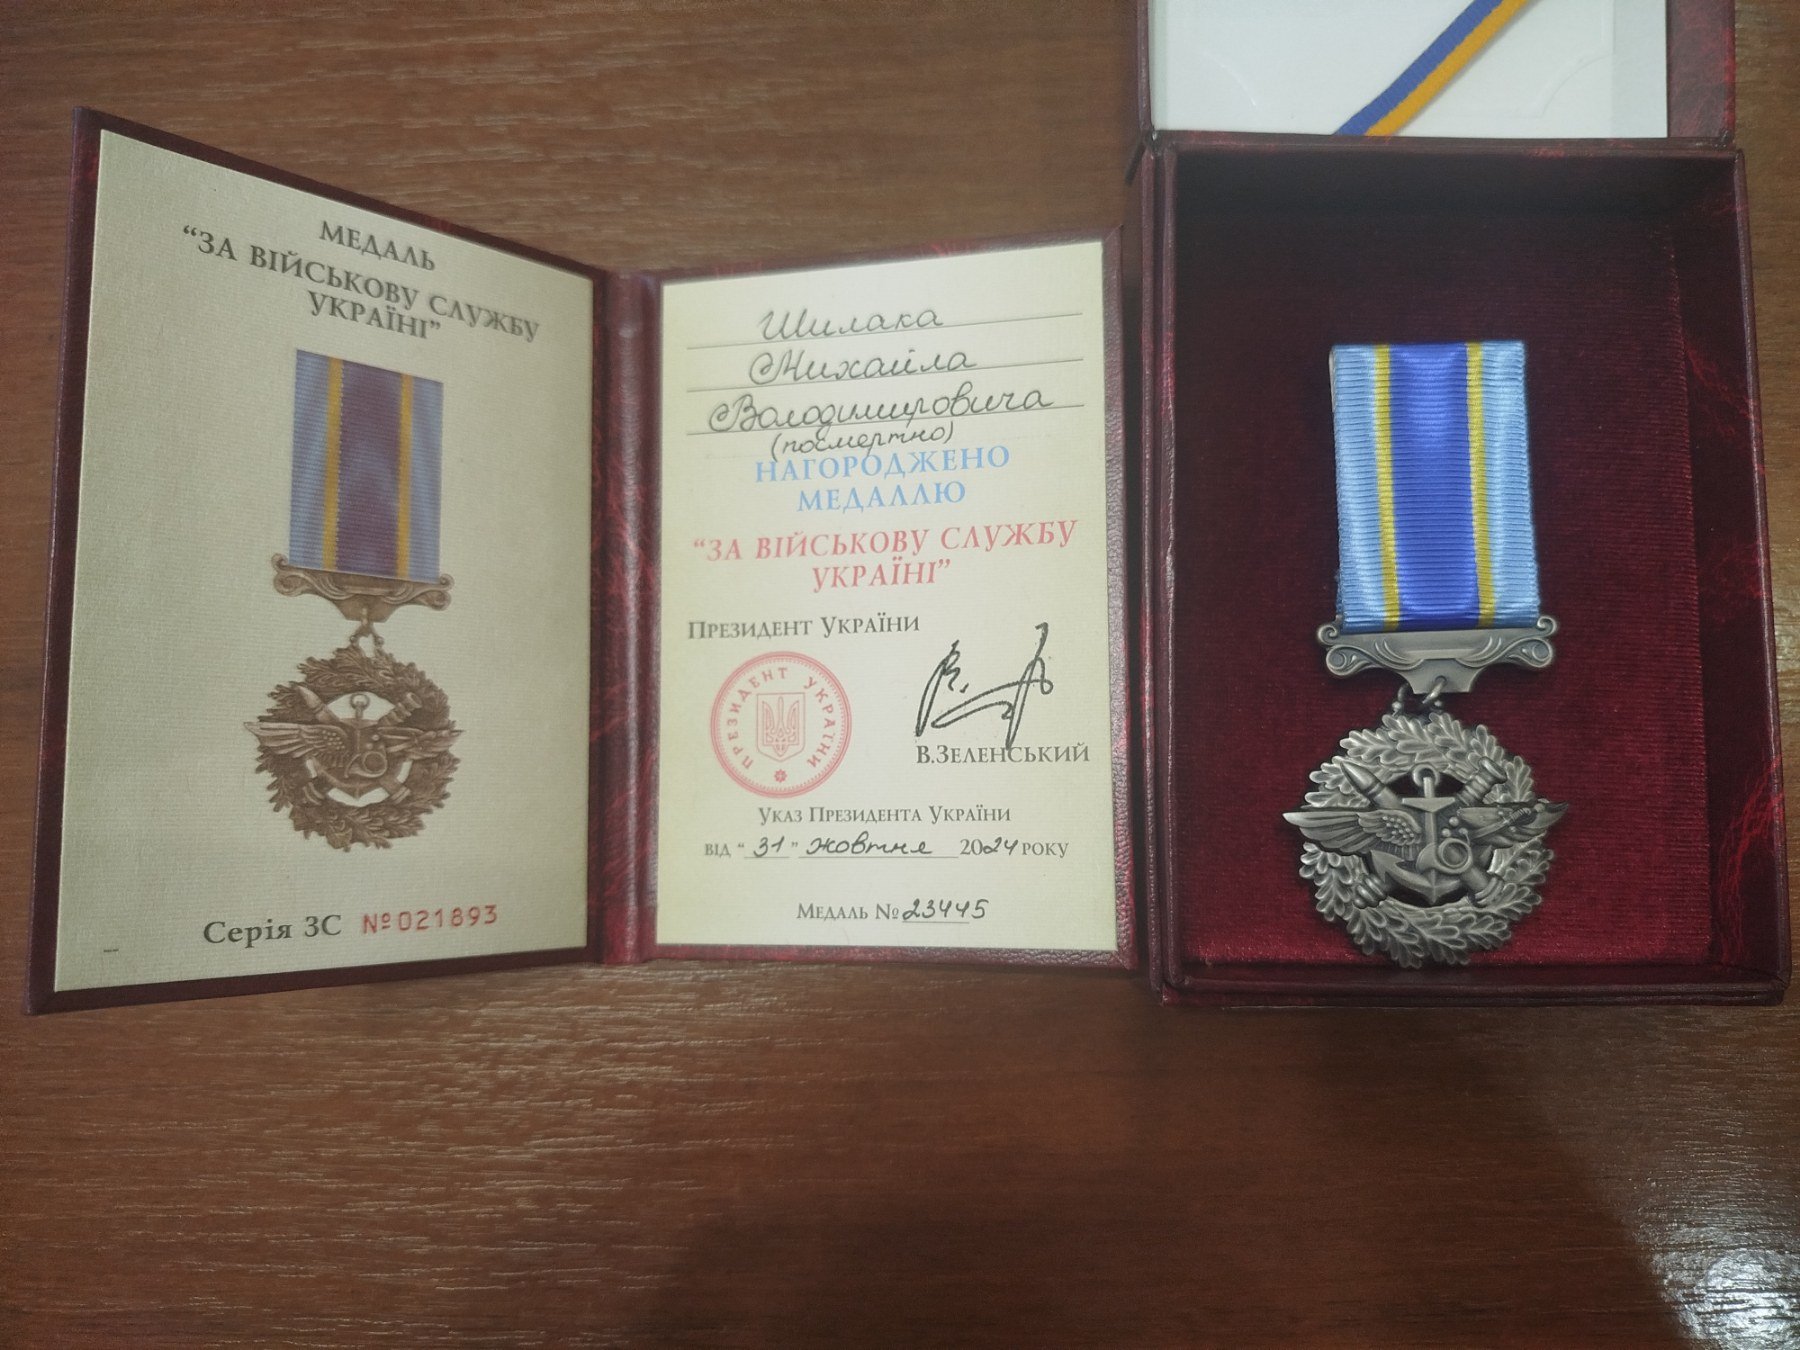 МЕДАЛЬ
“ЗА ВІЙСЬКОВУ СЛУЖБУ
УКРАЇНІ”
Серія ЗС №021893
Шилака
Михайла
Володимировича
(посмертно)
НАГОРОДЖЕНО
МЕДАЛЛЮ
“ЗА ВІЙСЬКОВУ СЛУЖБУ
УКРАЇНІ”
ПРЕЗИДЕНТ УКРАЇНИ
ПРЕЗИДЕНТ УКРАЇНИ
В.ЗЕЛЕНСЬКИЙ
УКАЗ ПРЕЗИДЕНТА УКРАЇНИ
ВІД “31” жовтня 2024 РОКУ
МЕДАЛЬ №23445